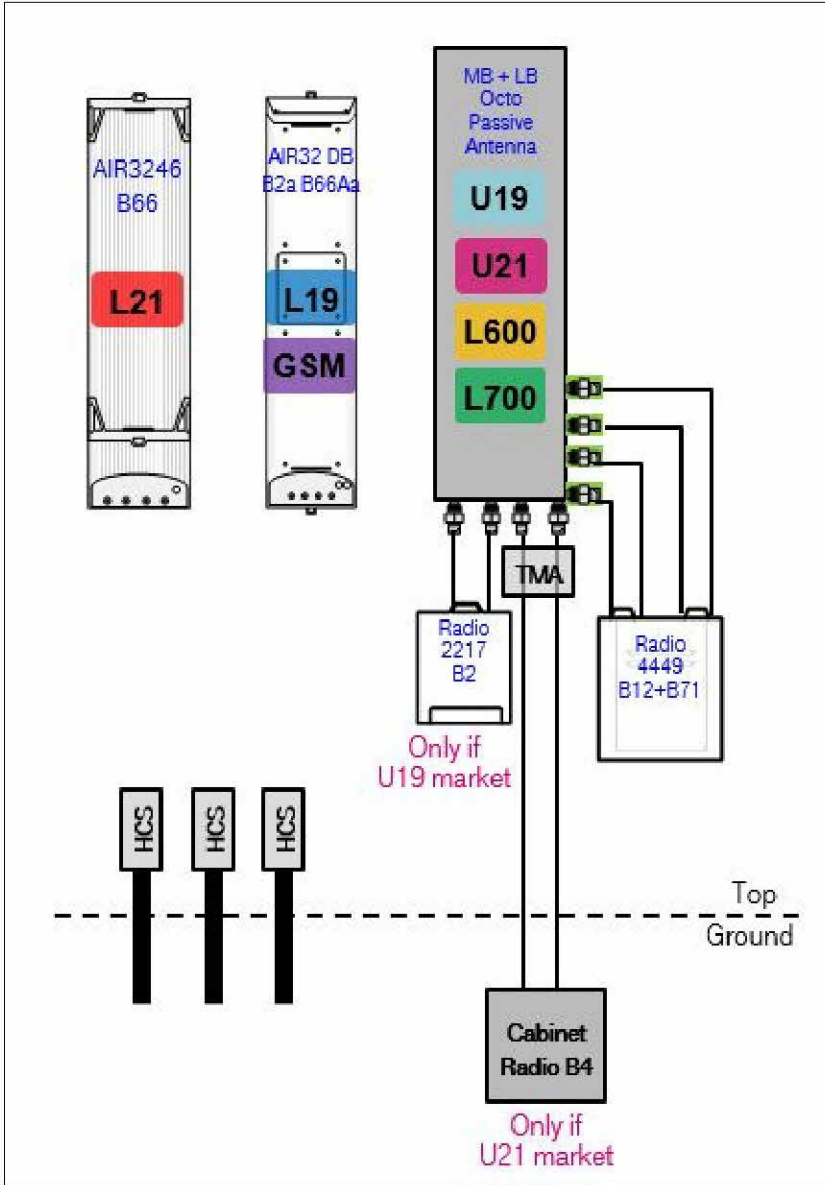 AIR3246
B66
L21
AIR32 DB
B2a B66Aa
L19
GSM
MB + LB
Octo
Passive
Antenna
U19
U21
L600
L700
TMA
Radio
2217
B2
Only if
U19 market
Radio
4449
B12+B71
HCS
HCS
HCS
Top
Ground
Cabinet
Radio B4
Only if
U21 market